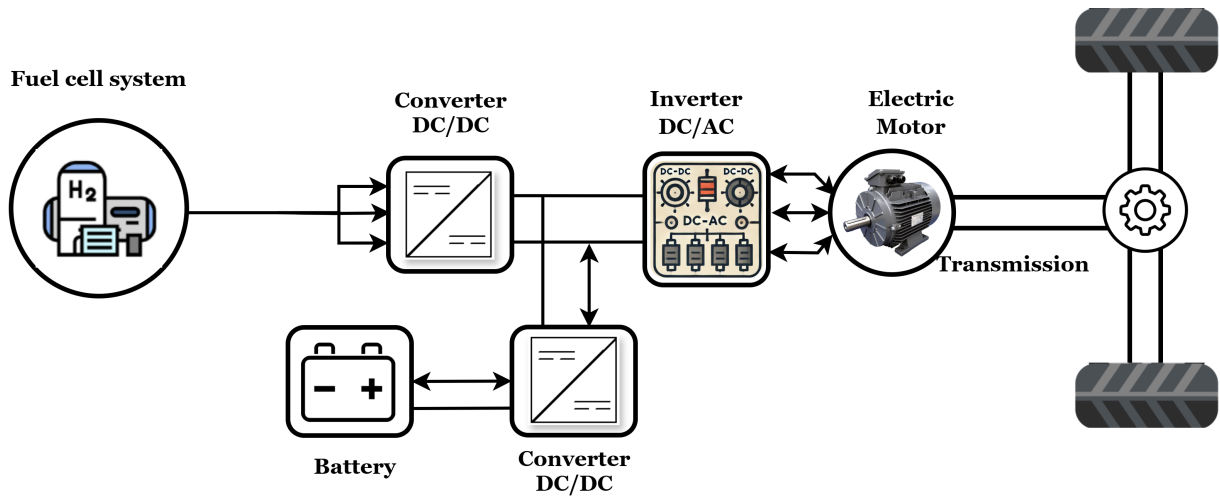 Fuel cell system
H2
Converter
DC/DC
Inverter
DC/AC
DC-DC
DC-DC
DC-AC
Electric
Motor
Transmission
Battery
Converter
DC/DC